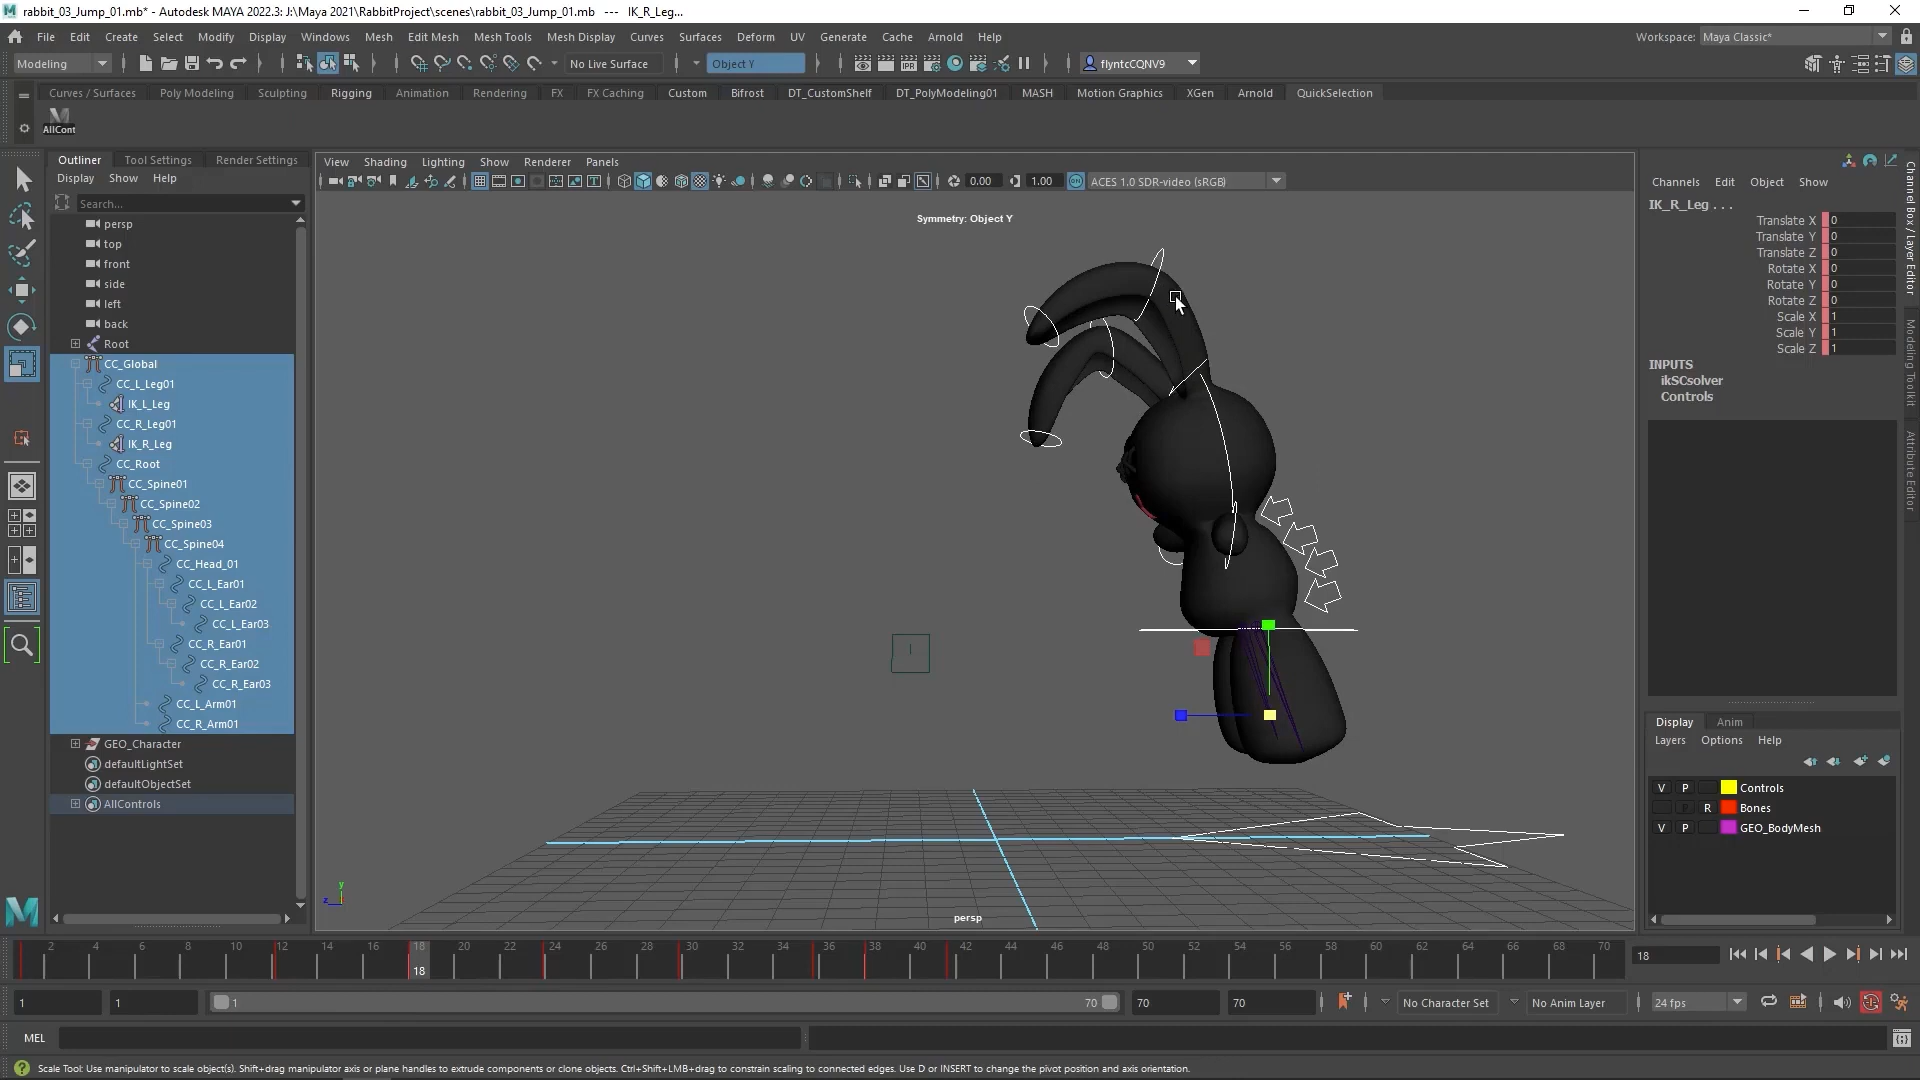 rabbit_03_Jump_01.mb* - Autodesk MAYA 2022.3: J:\Maya 2021\RabbitProject\scenes\rabbit_03_Jump_01.mb   ---   IK_R_Leg...
File Edit Create Select Modify Display Windows Mesh Edit Mesh Mesh Tools Mesh Display Curves Surfaces Deform UV Generate Cache Arnold Help Workspace: Maya Classic*
Modeling No Live Surface Object Y IPR flyntcCQNV9
Curves / Surfaces Poly Modeling Sculpting Rigging Animation Rendering FX FX Caching Custom Bifrost DT_CustomShelf DT_PolyModeling01 MASH Motion Graphics XGen Arnold QuickSelection
AllCont
Outliner Tool Settings Render Settings
Display Show Help
Search...
persp
top
front
side
left
back
Root
CC_Global
CC_L_Leg01
IK_L_Leg
CC_R_Leg01
IK_R_Leg
CC_Root
CC_Spine01
CC_Spine02
CC_Spine03
CC_Spine04
CC_Head_01
CC_L_Ear01
CC_L_Ear02
CC_L_Ear03
CC_R_Ear01
CC_R_Ear02
CC_R_Ear03
CC_L_Arm01
CC_R_Arm01
GEO_Character
defaultLightSet
defaultObjectSet
AllControls
View Shading Lighting Show Renderer Panels
0.00 1.00 ACES 1.0 SDR-video (sRGB)
Symmetry: Object Y
y
z
persp
Channels Edit Object Show
IK_R_Leg . . .
Translate X 0
Translate Y 0
Translate Z 0
Rotate X 0
Rotate Y 0
Rotate Z 0
Scale X 1
Scale Y 1
Scale Z 1
INPUTS
ikSCsolver
Controls
Channel Box / Layer Editor
Modeling Toolkit
Attribute Editor
Display Anim
Layers Options Help
V P Controls
P R Bones
V P GEO_BodyMesh
2 4 6 8 10 12 14 16 18 20 22 24 26 28 30 32 34 36 38 40 42 44 46 48 50 52 54 56 58 60 62 64 66 68 70
18
18
1 1 1 70 70 70 No Character Set No Anim Layer 24 fps
MEL
Scale Tool: Use manipulator to scale object(s). Shift+drag manipulator axis or plane handles to extrude components or clone objects. Ctrl+Shift+LMB+drag to constrain scaling to connected edges. Use D or INSERT to change the pivot position and axis orientation.